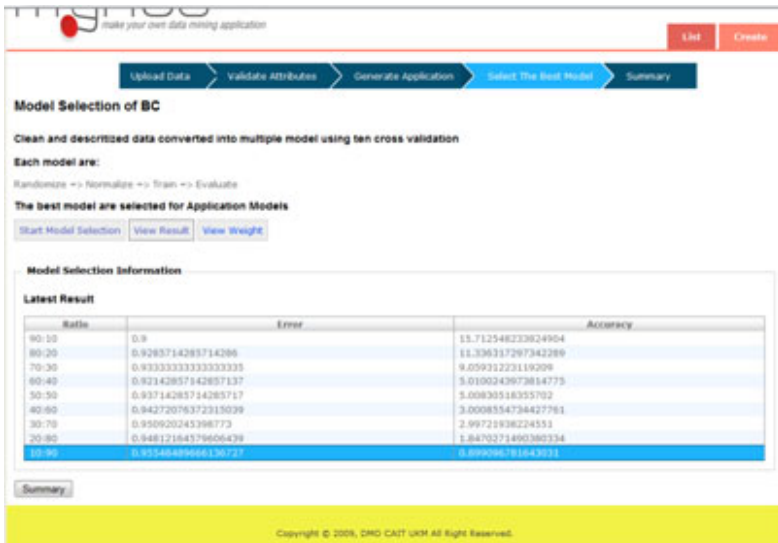 make your own data mining application
List Create
Upload Data Validate Attributes Generate Application Select The Best Model Summary
Model Selection of BC
Clean and descritized data converted into multiple model using ten cross validation
Each model are:
Randomize => Normalize => Train => Evaluate
The best model are selected for Application Models
Start Model Selection View Result View Weight
Model Selection Information
Latest Result
Ratio Error Accuracy
90:10 0.9 15.712548233824904
80:20 0.9285714285714286 11.336317297342289
70:30 0.93333333333333335 9.05931223119209
60:40 0.92142857142857137 5.0100243973814775
50:50 0.93714285714285717 5.00830518355702
40:60 0.94272076372315039 3.0008554734427761
30:70 0.950920245398773 2.99721938224551
20:80 0.94812164579606439 1.8470271490380334
10:90 0.95546489666136727 0.899096781643031
Summary
Copyright © 2009, DMO CAIT UKM All Right Reserved.